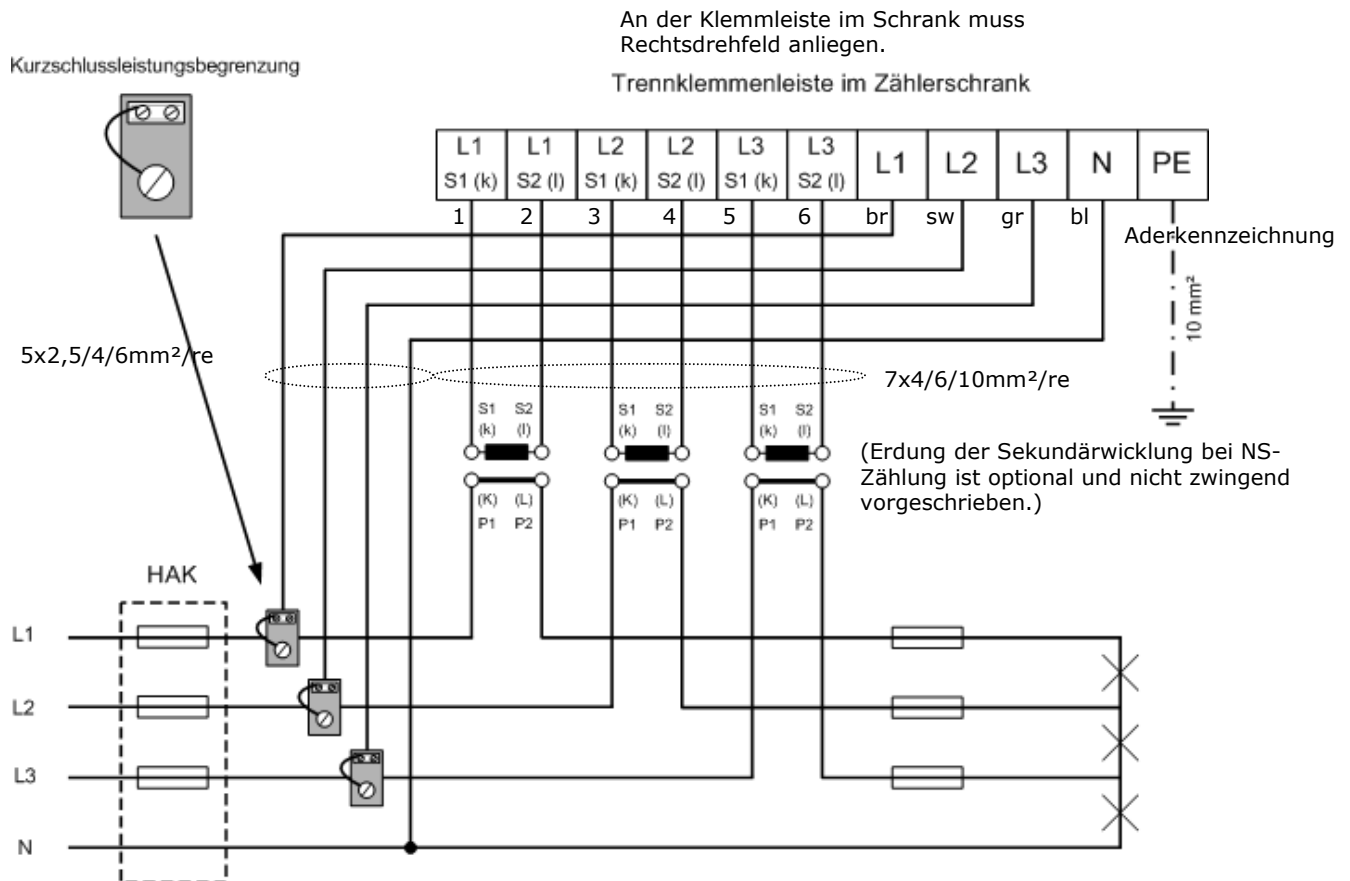 An der Klemmleiste im Schrank muss
Rechtsdrehfeld anliegen.
Kurzschlussleistungsbegrenzung
Trennklemmenleiste im Zählerschrank
L1 L1 L2 L2 L3 L3 L1 L2 L3 N PE
S1 (k) S2 (l) S1 (k) S2 (l) S1 (k) S2 (l)
1 2 3 4 5 6 br sw gr bl
Aderkennzeichnung
10 mm²
5x2,5/4/6mm²/re
7x4/6/10mm²/re
S1 S2 S1 S2 S1 S2
(k) (l) (k) (l) (k) (l)
(Erdung der Sekundärwicklung bei NS-
Zählung ist optional und nicht zwingend
vorgeschrieben.)
(K) (L) (K) (L) (K) (L)
P1 P2 P1 P2 P1 P2
HAK
L1
L2
L3
N